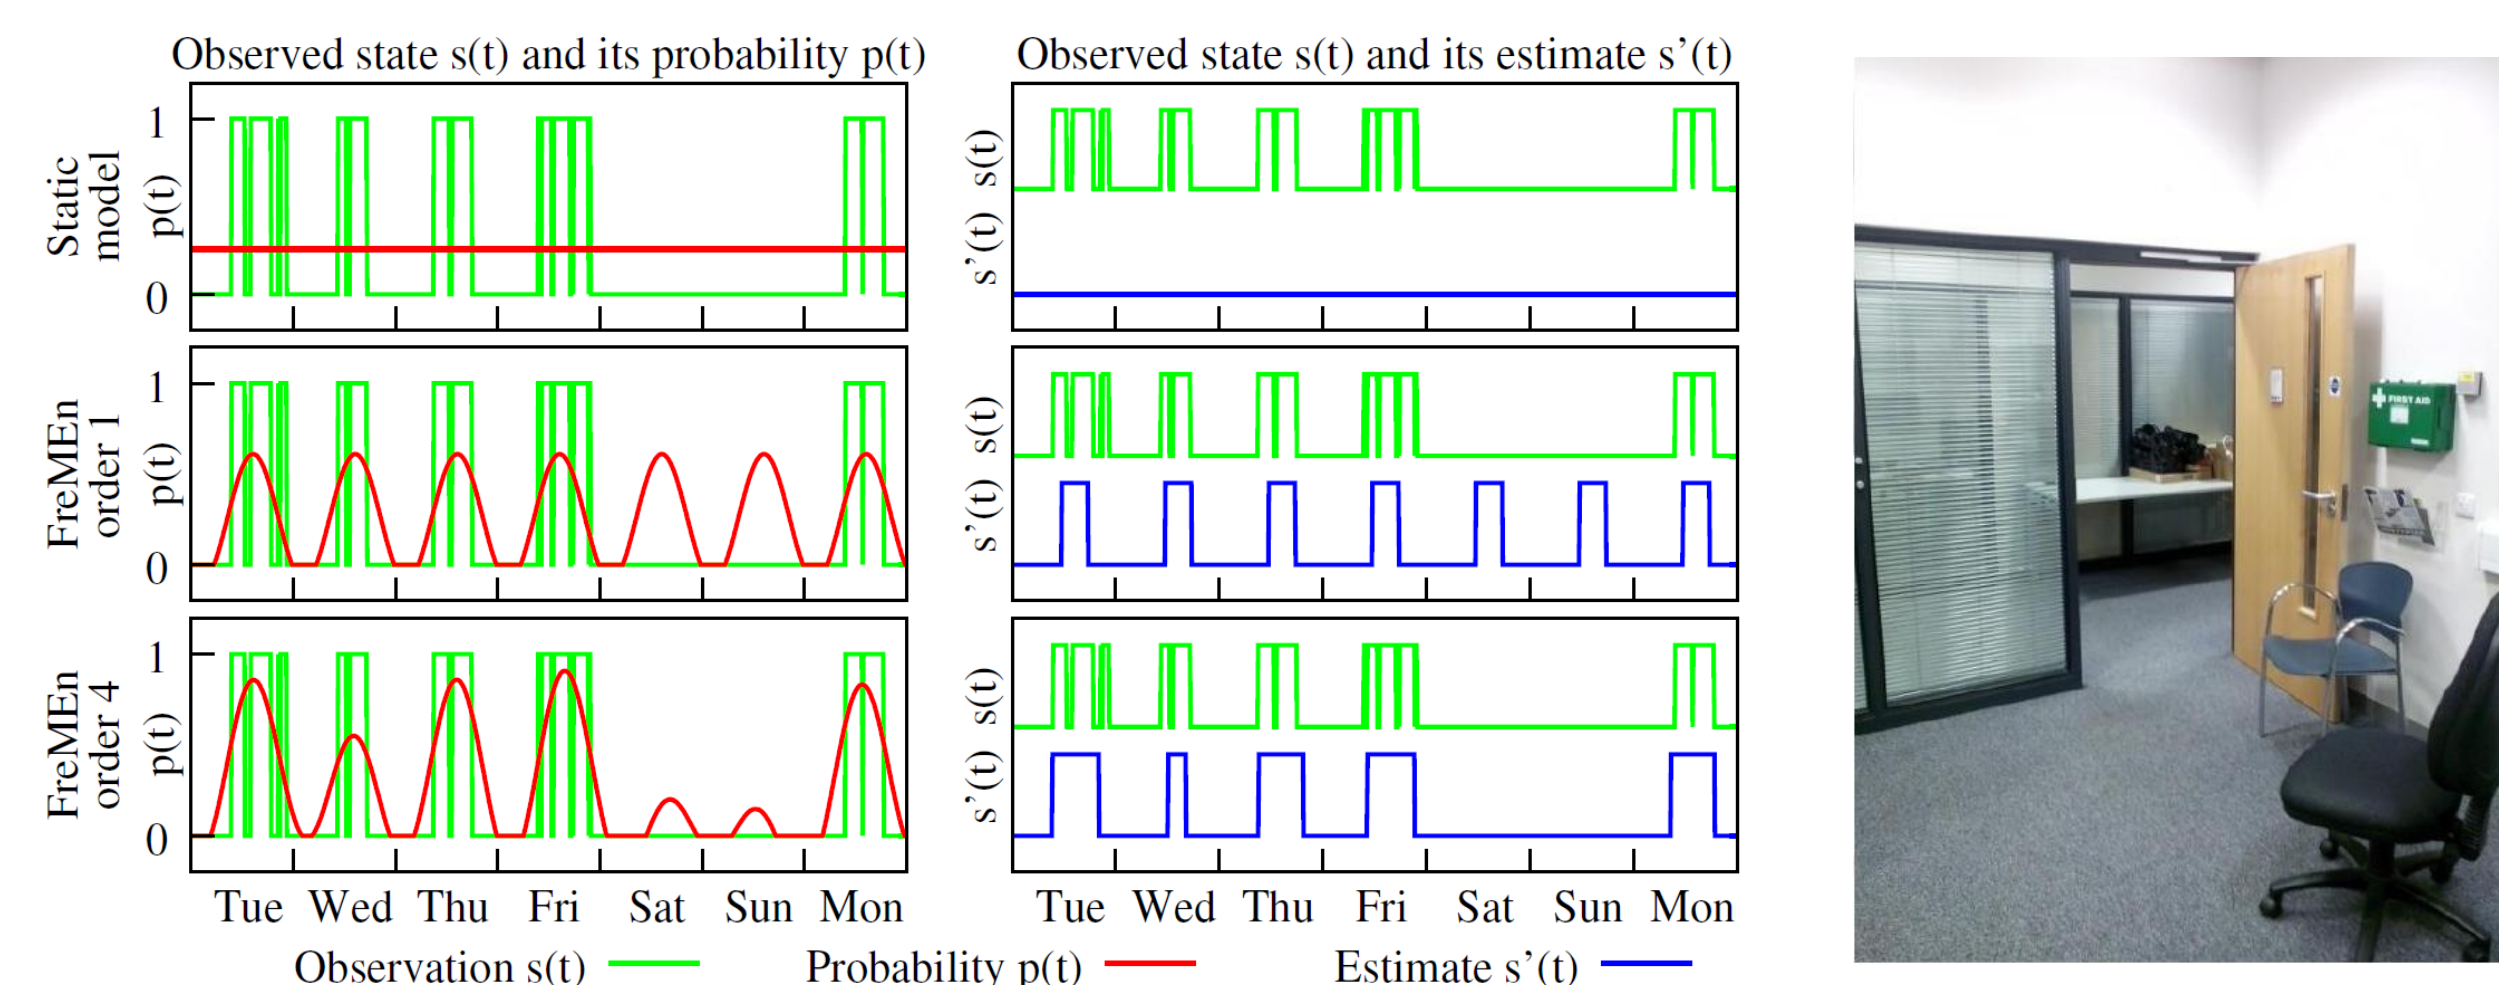 Observed state s(t) and its probability p(t)
Observed state s(t) and its estimate s’(t)
Static
model
p(t)
1
0
s(t)
s’(t)
FreMEn
order 1
p(t)
1
0
s(t)
s’(t)
FreMEn
order 4
p(t)
1
0
s(t)
s’(t)
Tue Wed Thu Fri Sat Sun Mon
Tue Wed Thu Fri Sat Sun Mon
Observation s(t)
Probability p(t)
Estimate s’(t)
FIRST AID